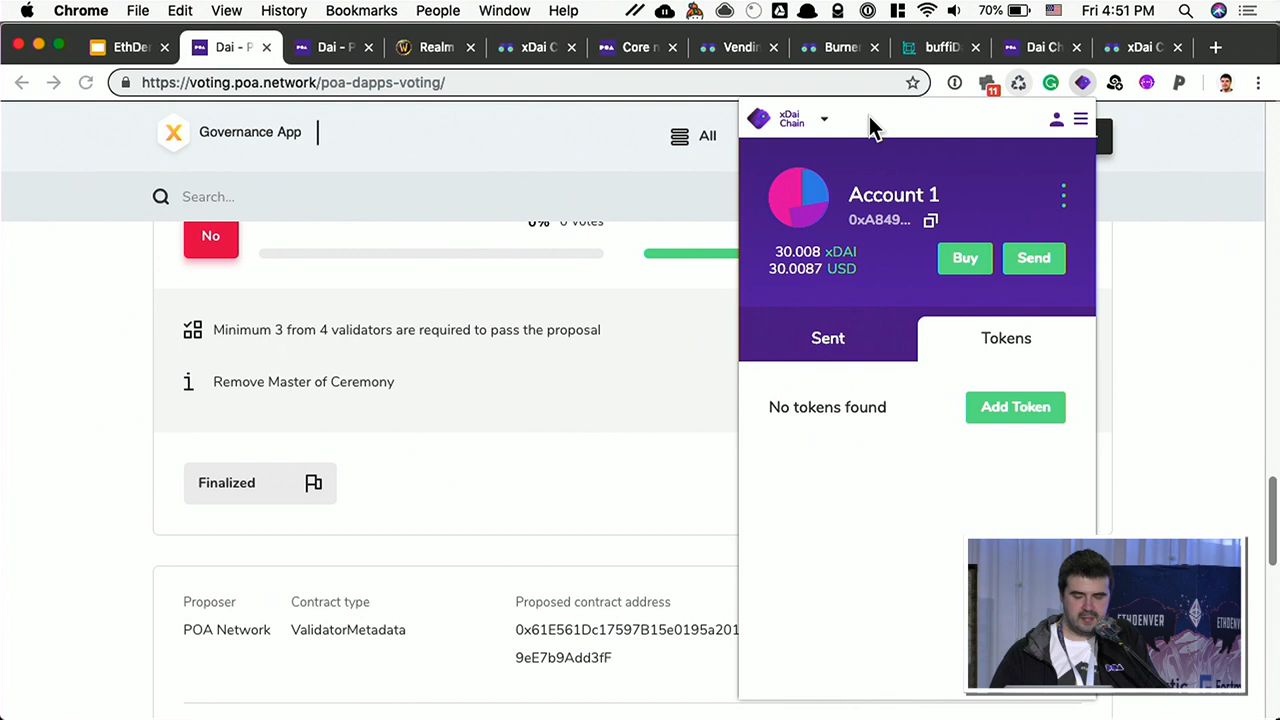 Chrome File Edit View History Bookmarks People Window Help 70% Fri 4:51 PM
EthDe Dai - P Dai - P Realm xDai C Core n Vendin Burne buffiD Dai Ch xDai C
https://voting.poa.network/poa-dapps-voting/
11
X Governance App
All
Search...
xDai
Chain
Account 1
0xA849...
30.008 xDAI
30.0087 USD
Buy Send
Sent Tokens
No tokens found Add Token
0% 0 Votes
No
Minimum 3 from 4 validators are required to pass the proposal
Remove Master of Ceremony
Finalized
Proposer Contract type Proposed contract address
POA Network ValidatorMetadata 0x61E561Dc17597B15e0195a201
9eE7b9Add3fF
ETHDENVER
ETHDENVER
POA